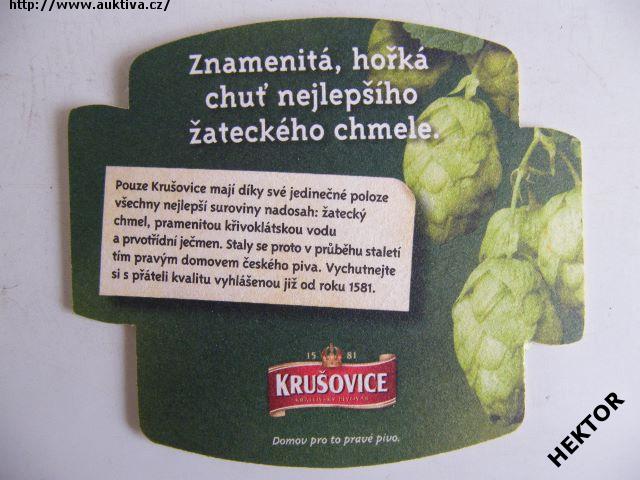 http://www.auktiva.cz/
Znamenitá, hořká
chuť nejlepšího
žateckého chmele.
Pouze Krušovice mají díky své jedinečné poloze
všechny nejlepší suroviny nadosah: žatecký
chmel, pramenitou křivoklátskou vodu
a prvotřídní ječmen. Staly se proto v průběhu staletí
tím pravým domovem českého piva. Vychutnejte
si s přáteli kvalitu vyhlášenou již od roku 1581.
15 81
KRUŠOVICE
KRÁLOVSKÝ PIVOVAR
Domov pro to pravé pivo.
HEKTOR